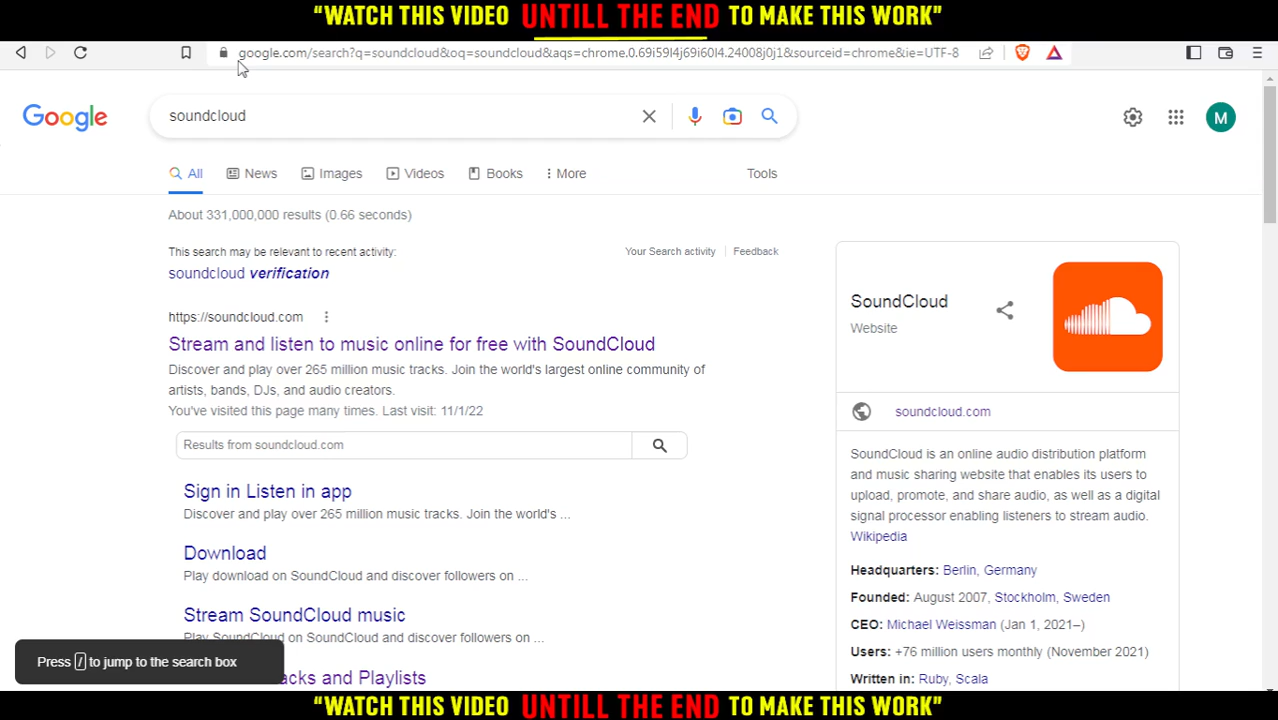 "WATCH THIS VIDEO UNTILL THE END TO MAKE THIS WORK"
google.com/search?q=soundcloud&oq=soundcloud&aqs=chrome.0.69i59l4j69i60l4.24008j0j1&sourceid=chrome&ie=UTF-8
Google
soundcloud
M
All News Images Videos Books More Tools
About 331,000,000 results (0.66 seconds)
This search may be relevant to recent activity: Your Search activity Feedback
soundcloud verification
https://soundcloud.com
Stream and listen to music online for free with SoundCloud
Discover and play over 265 million music tracks. Join the world's largest online community of
artists, bands, DJs, and audio creators.
You've visited this page many times. Last visit: 11/1/22
Results from soundcloud.com
Sign in Listen in app
Discover and play over 265 million music tracks. Join the world's ...
Download
Play download on SoundCloud and discover followers on ...
Stream SoundCloud music
Play SoundCloud on SoundCloud and discover followers on ...
acks and Playlists
Press / to jump to the search box
SoundCloud
Website
soundcloud.com
SoundCloud is an online audio distribution platform
and music sharing website that enables its users to
upload, promote, and share audio, as well as a digital
signal processor enabling listeners to stream audio.
Wikipedia
Headquarters: Berlin, Germany
Founded: August 2007, Stockholm, Sweden
CEO: Michael Weissman (Jan 1, 2021–)
Users: +76 million users monthly (November 2021)
Written in: Ruby, Scala
"WATCH THIS VIDEO UNTILL THE END TO MAKE THIS WORK"